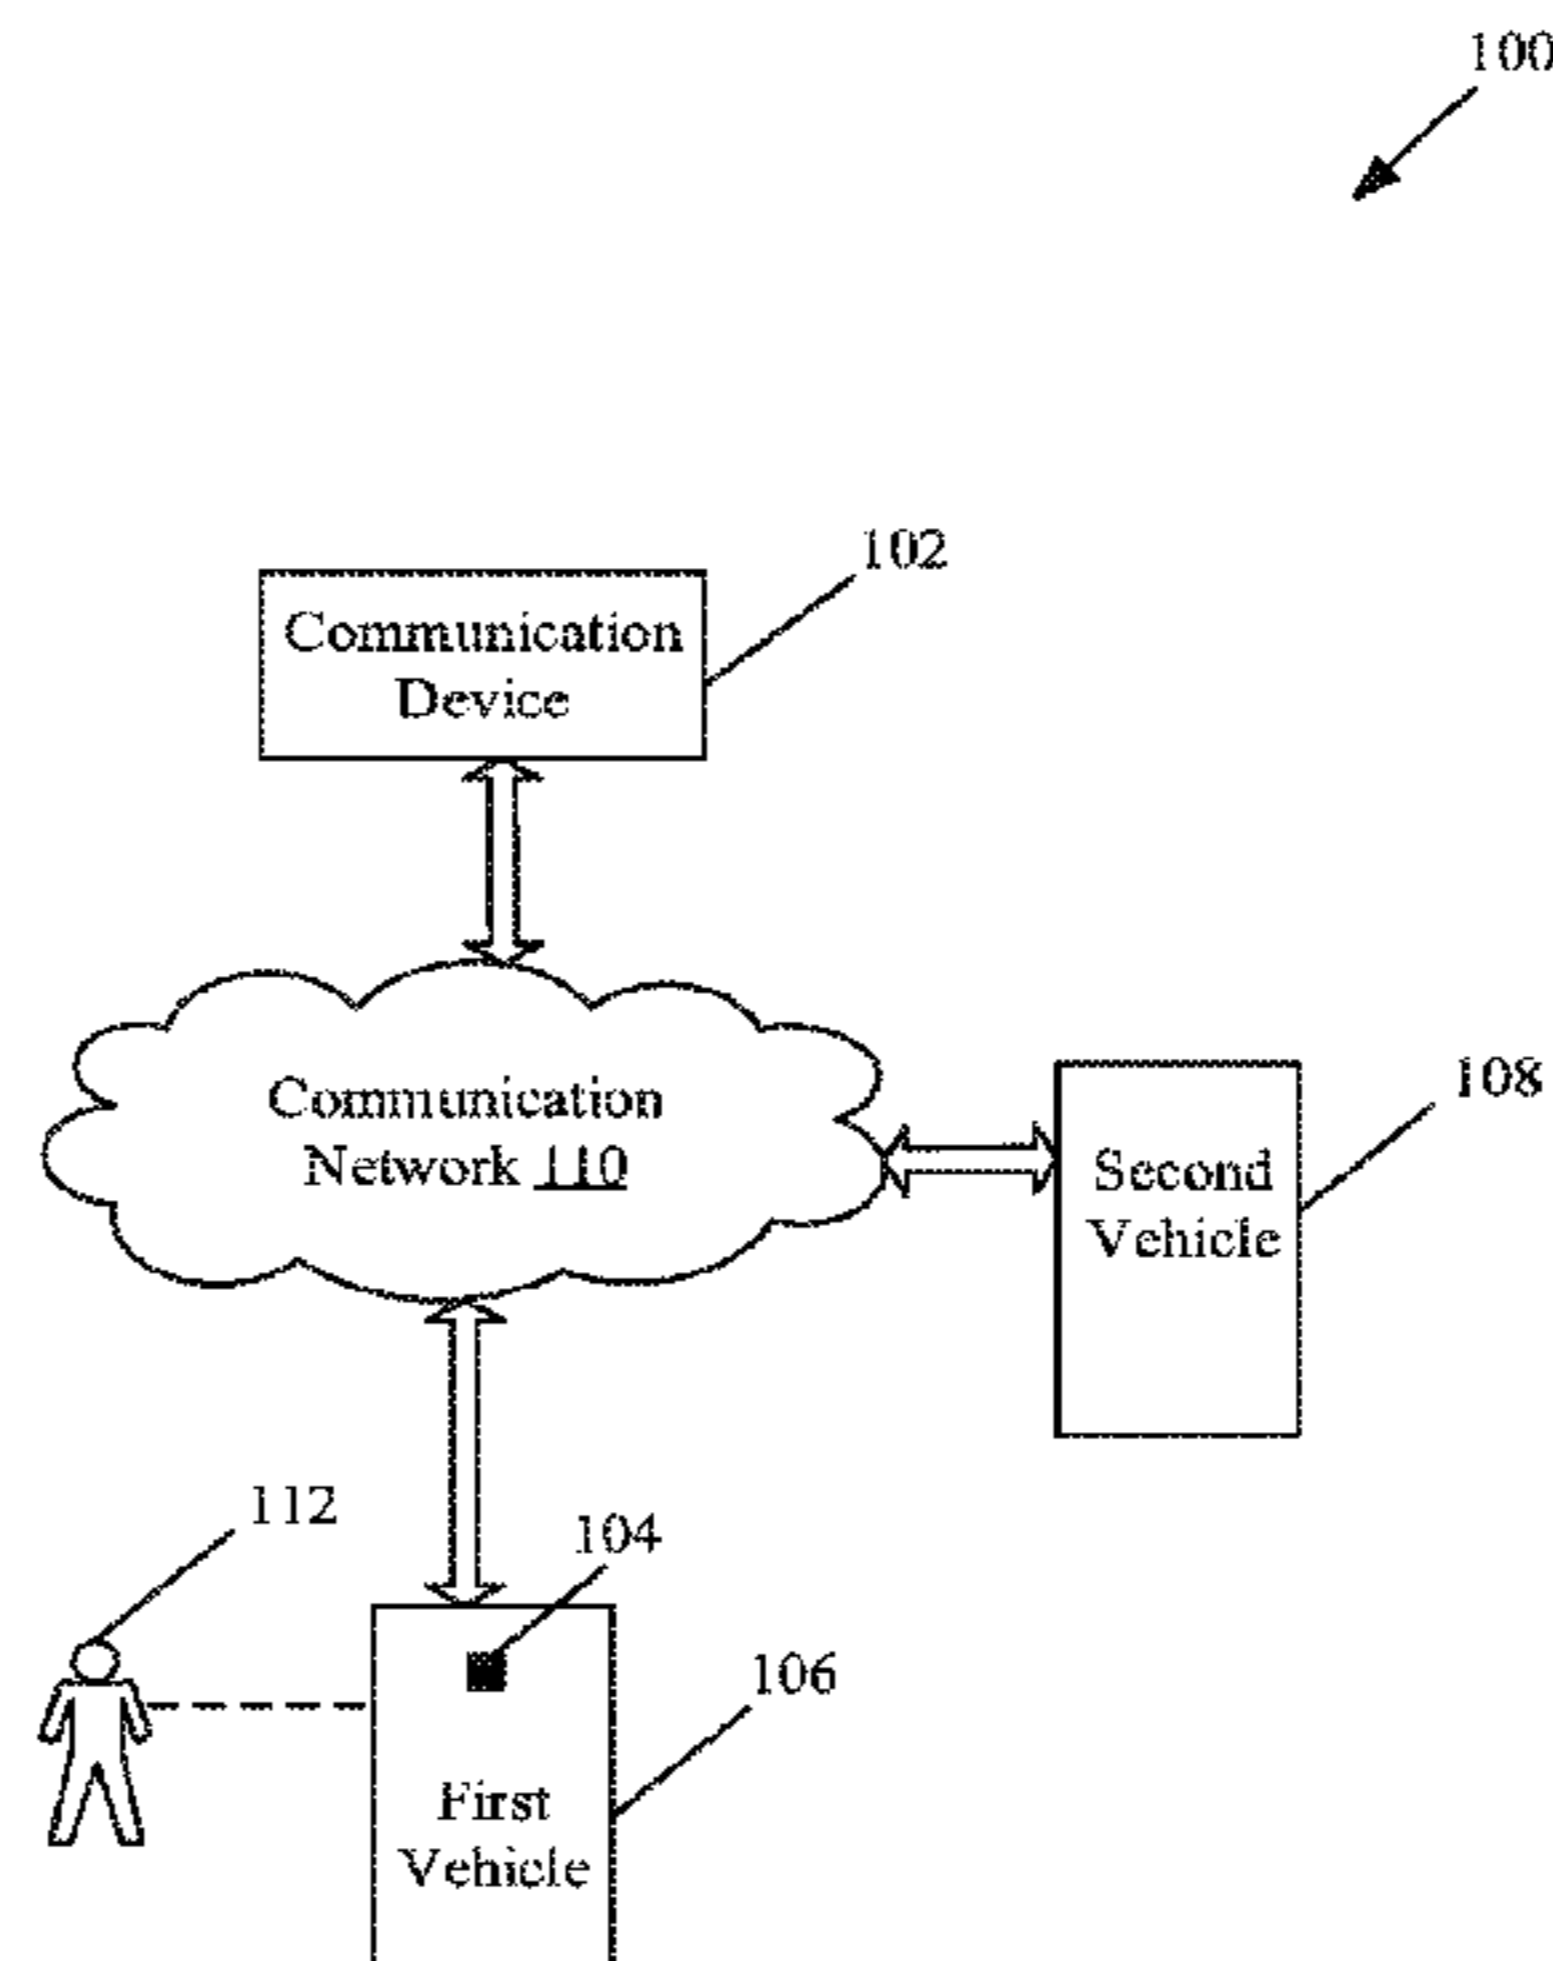 100
102
Communication
Device
Communication
Network 110
108
Second
Vehicle
112
104
106
First
Vehicle